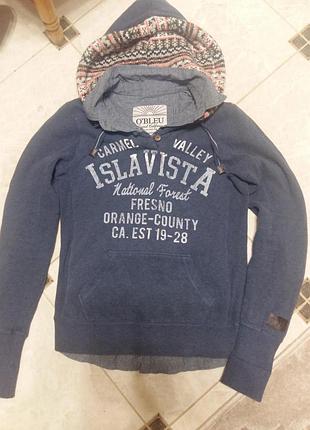 O'BLEU
CARMEL VALLEY
ISLAVISTA
National Forest
FRESNO
ORANGE-COUNTY
CA. EST 19-28